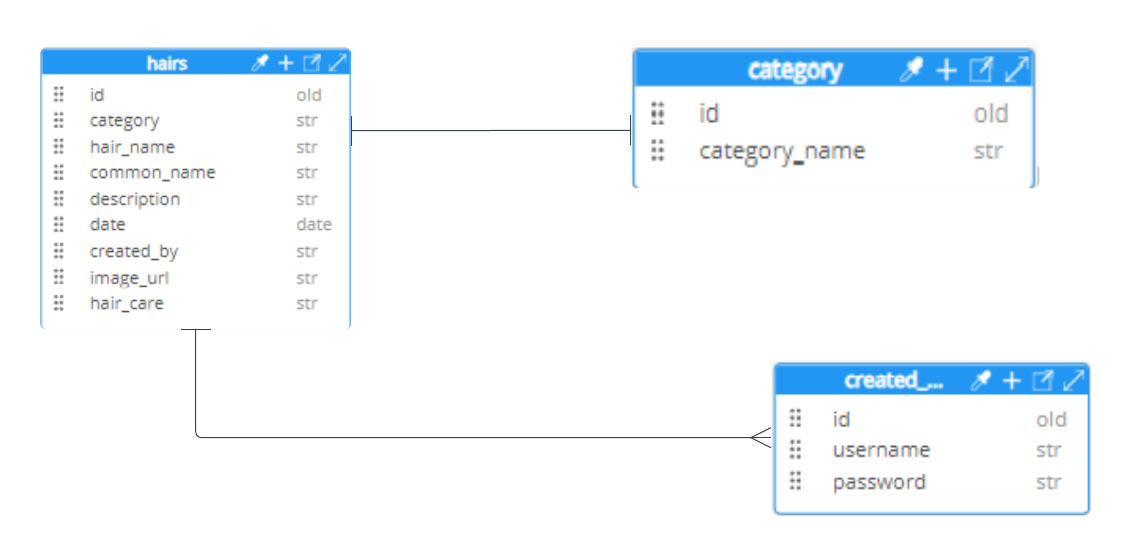 hairs
id old
category str
hair_name str
common_name str
description str
date date
created_by str
image_url str
hair_care str
category
id old
category_name str
created_...
id old
username str
password str